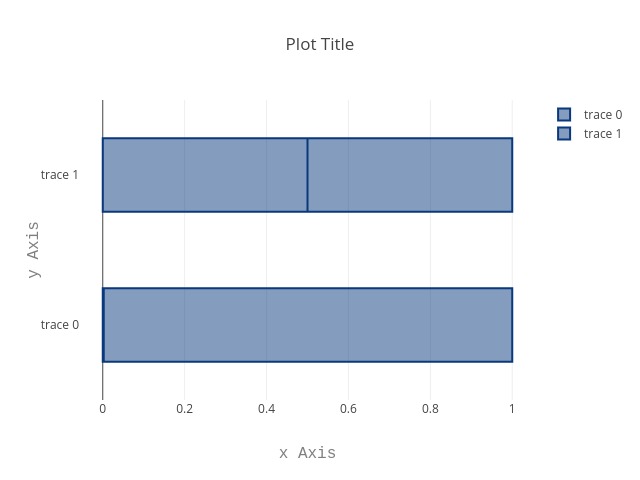 Plot Title
trace 0
trace 1
trace 1
trace 0
y Axis
0
0.2
0.4
0.6
0.8
1
x Axis